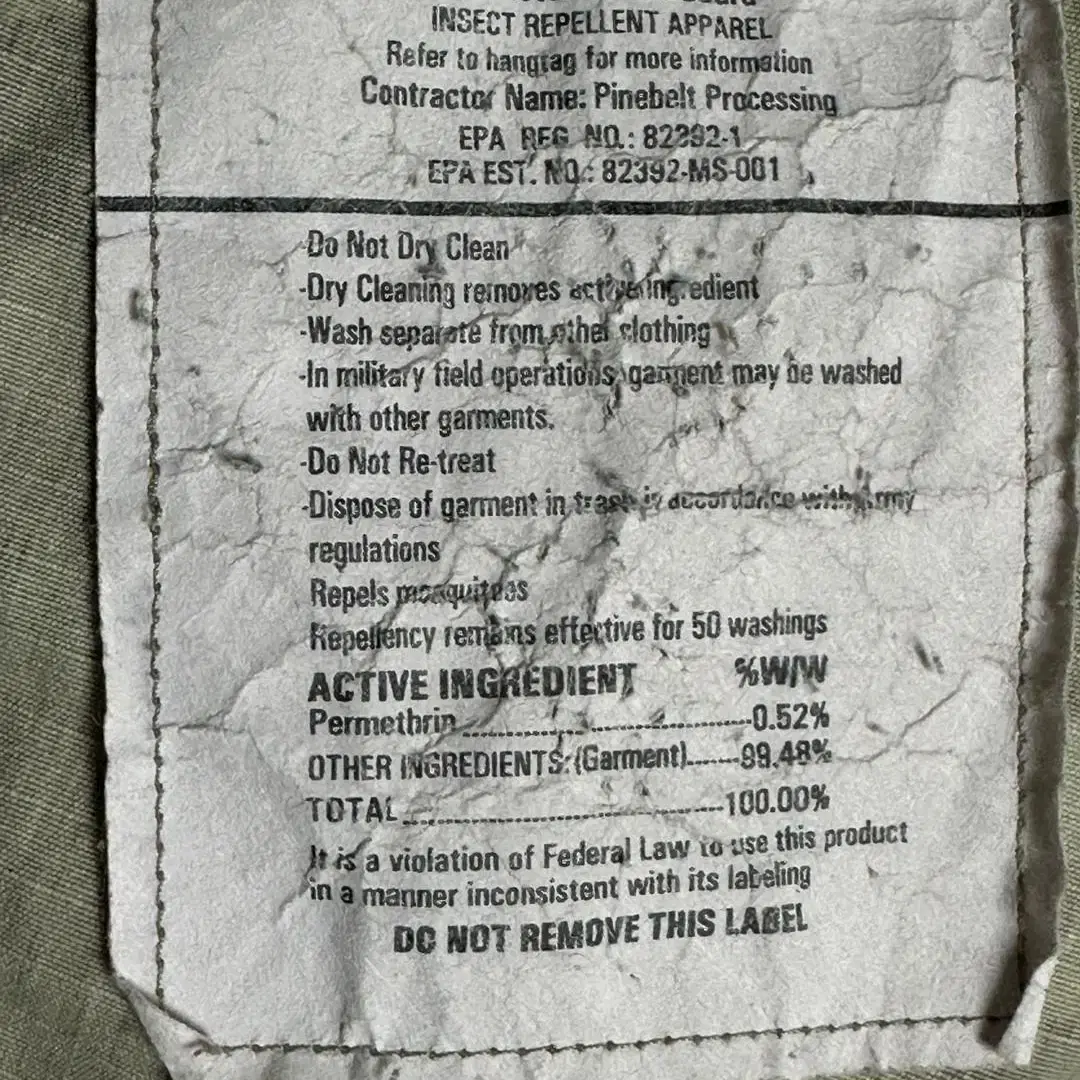 INSECT REPELLENT APPAREL
Refer to hangtag for more information
Contractor Name: Pinebelt Processing
EPA REG NO.: 82392-1
EPA EST. NO.: 82392-MS-001
-Do Not Dry Clean
-Dry Cleaning removes active ingredient
-Wash separate from other clothing
-In military field operations, garment may be washed
with other garments.
-Do Not Re-treat
-Dispose of garment in trash in accordance with Army
regulations
Repels mosquitoes
Repellency remains effective for 50 washings
ACTIVE INGREDIENT %W/W
Permethrin.............................0.52%
OTHER INGREDIENTS:(Garment).......99.48%
TOTAL.....................................100.00%
It is a violation of Federal Law to use this product
in a manner inconsistent with its labeling
DO NOT REMOVE THIS LABEL